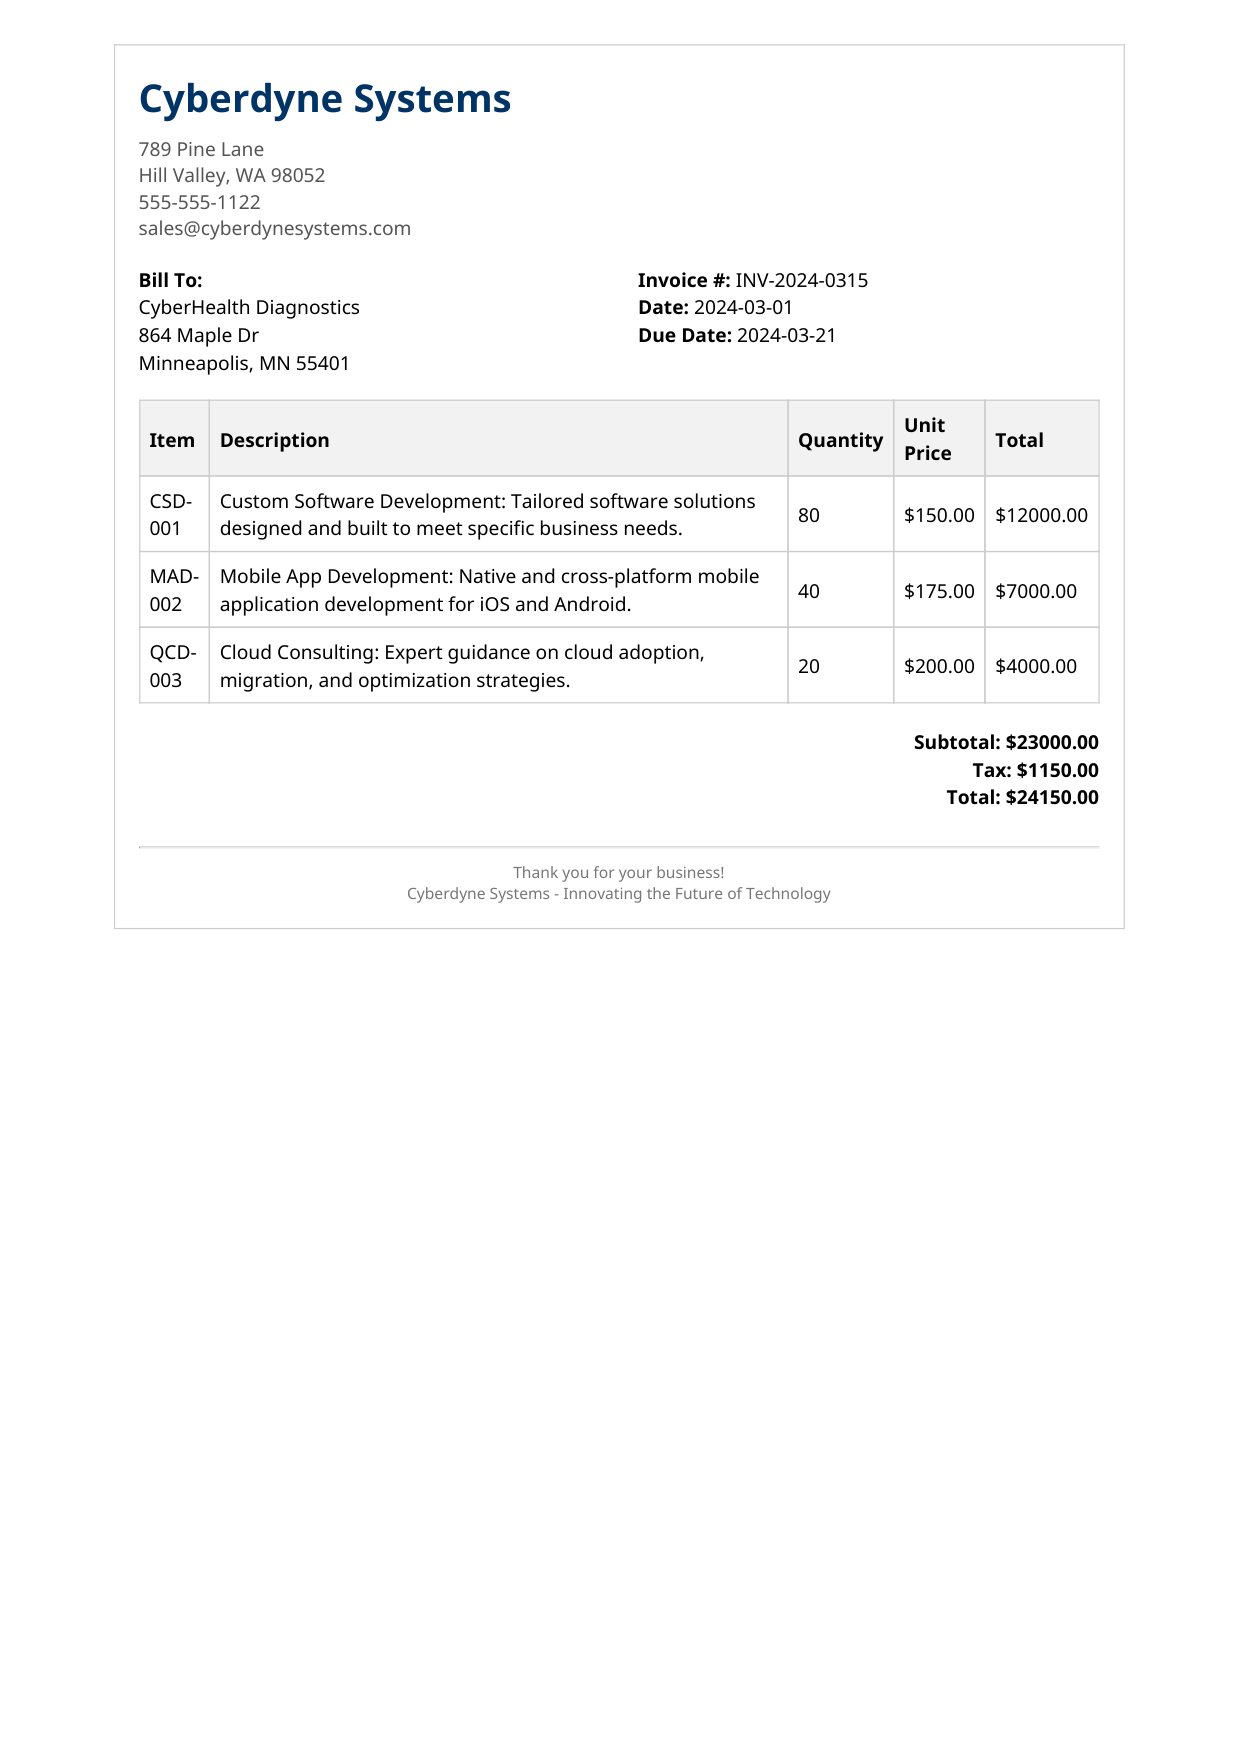 Cyberdyne Systems
789 Pine Lane
Hill Valley, WA 98052
555-555-1122
sales@cyberdynesystems.com
Bill To:
CyberHealth Diagnostics
864 Maple Dr
Minneapolis, MN 55401
Invoice #: INV-2024-0315
Date: 2024-03-01
Due Date: 2024-03-21
Item Description Quantity Unit Price Total
CSD-001 Custom Software Development: Tailored software solutions
designed and built to meet specific business needs. 80 $150.00 $12000.00
MAD-002 Mobile App Development: Native and cross-platform mobile
application development for iOS and Android. 40 $175.00 $7000.00
QCD-003 Cloud Consulting: Expert guidance on cloud adoption,
migration, and optimization strategies. 20 $200.00 $4000.00
Subtotal: $23000.00
Tax: $1150.00
Total: $24150.00
Thank you for your business!
Cyberdyne Systems - Innovating the Future of Technology